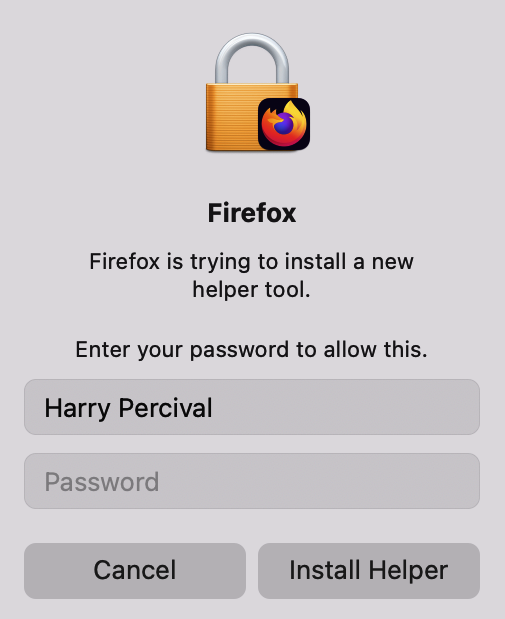 Firefox
Firefox is trying to install a new
helper tool.
Enter your password to allow this.
Harry Percival
Password
Cancel
Install Helper